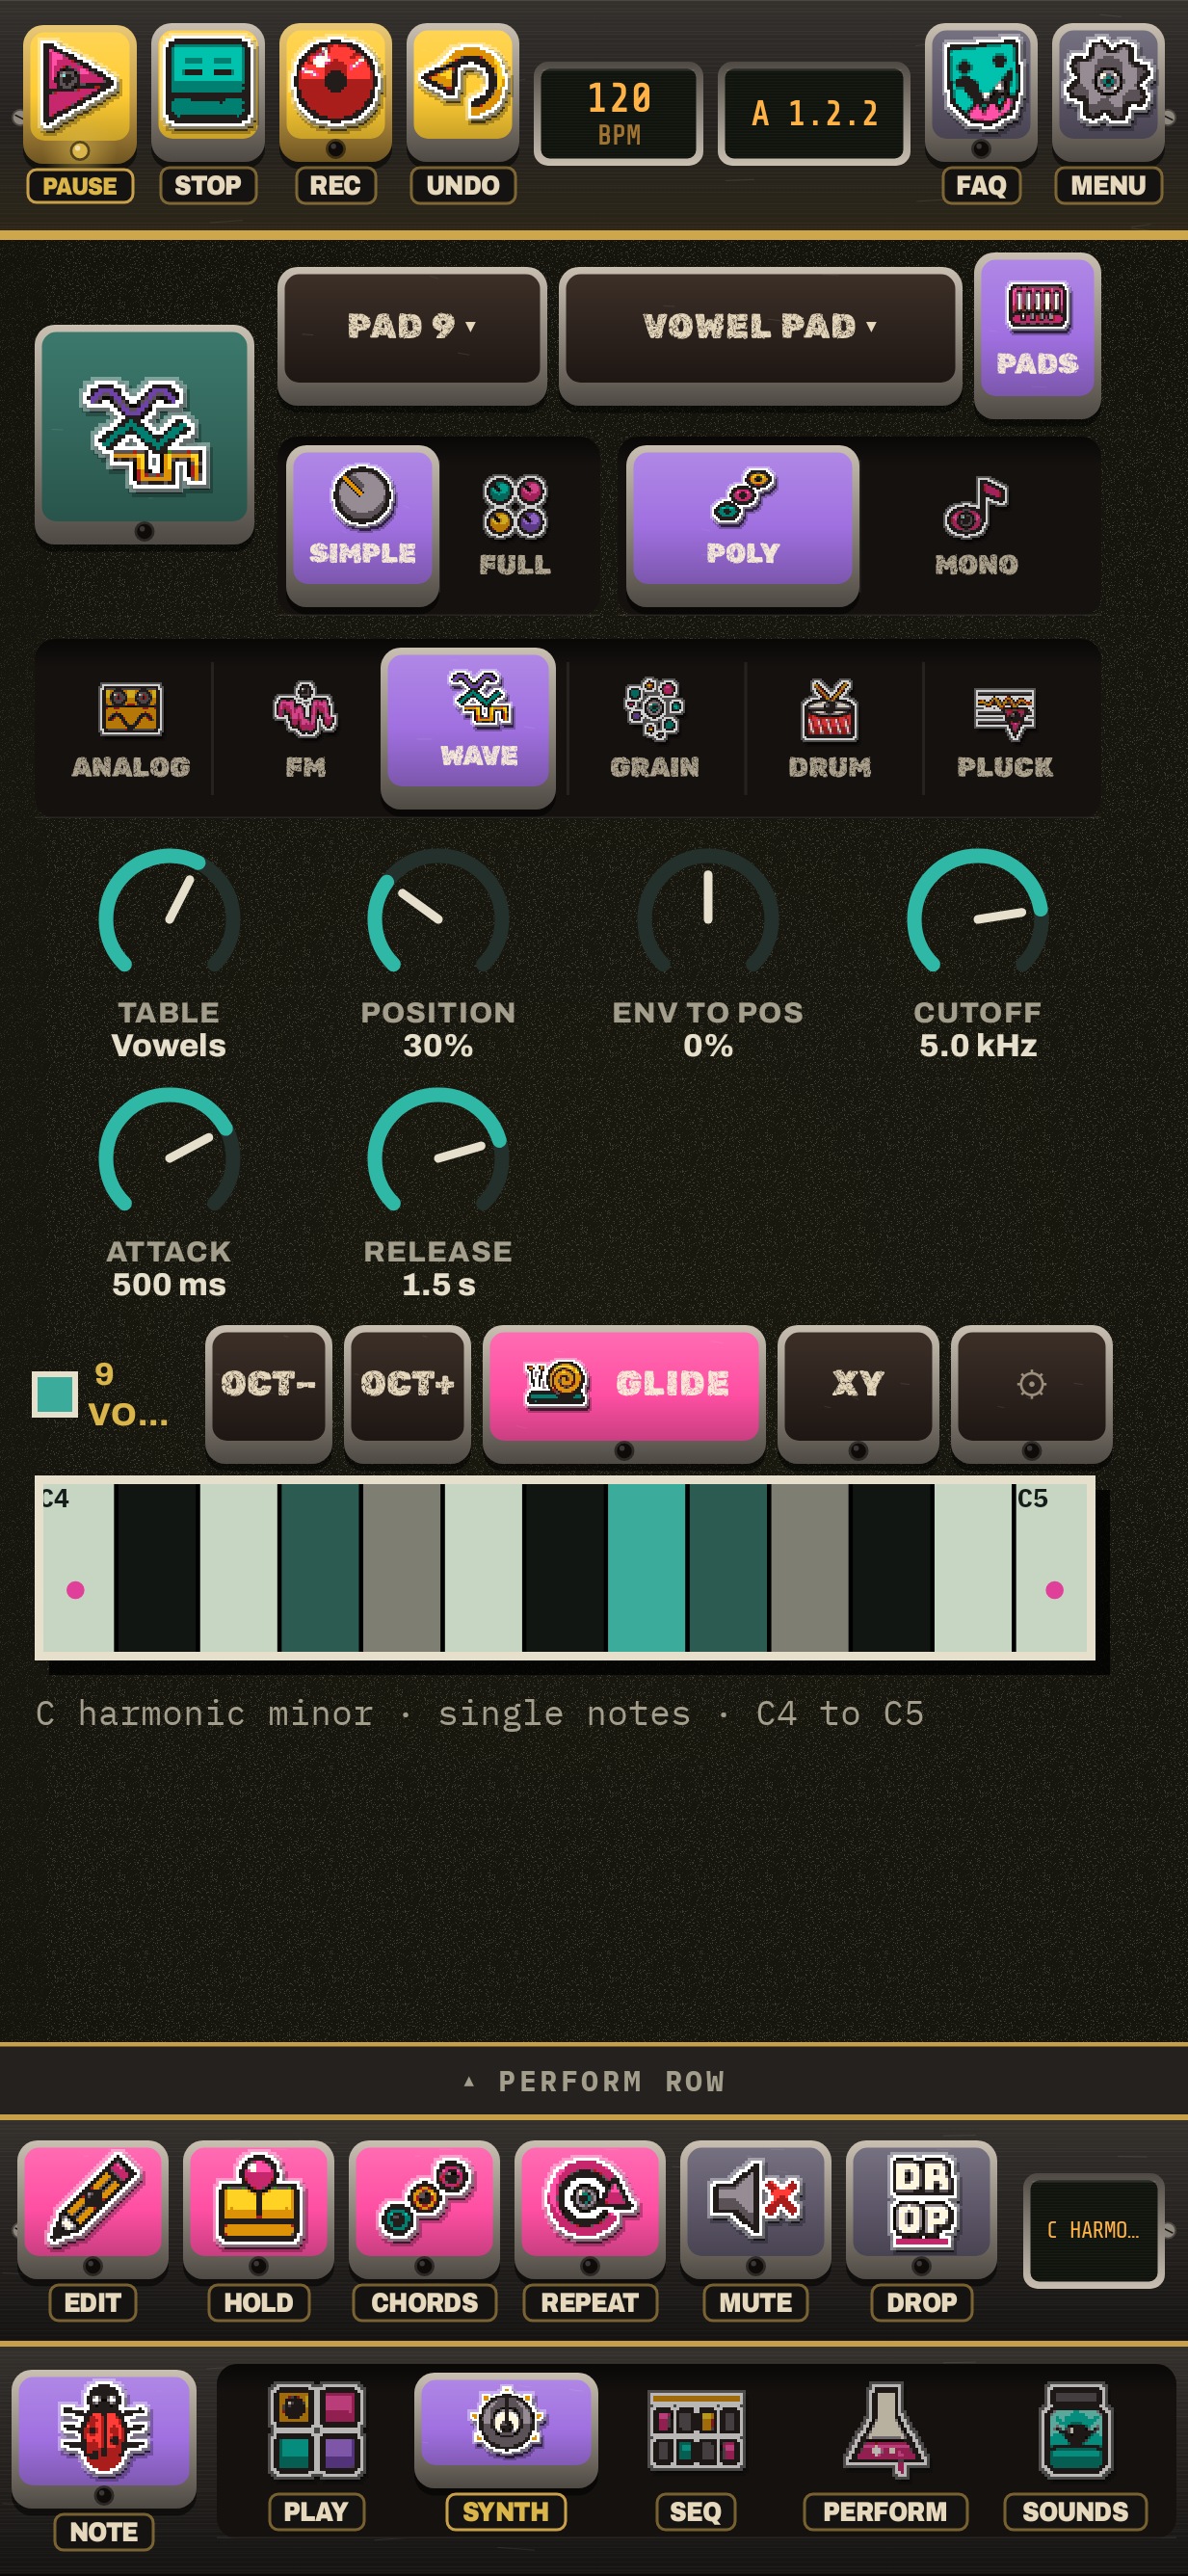 PAUSE
STOP
REC
UNDO
120
BPM
A 1.2.2
FAQ
MENU
PAD 9 ▾
VOWEL PAD ▾
PADS
SIMPLE
FULL
POLY
MONO
ANALOG
FM
WAVE
GRAIN
DRUM
PLUCK
TABLE
Vowels
POSITION
30%
ENV TO POS
0%
CUTOFF
5.0 kHz
ATTACK
500 ms
RELEASE
1.5 s
9
VO...
OCT-
OCT+
GLIDE
XY
C4
C5
C harmonic minor · single notes · C4 to C5
▴ PERFORM ROW
DR
OP
C HARMO...
EDIT
HOLD
CHORDS
REPEAT
MUTE
DROP
NOTE
PLAY
SYNTH
SEQ
PERFORM
SOUNDS